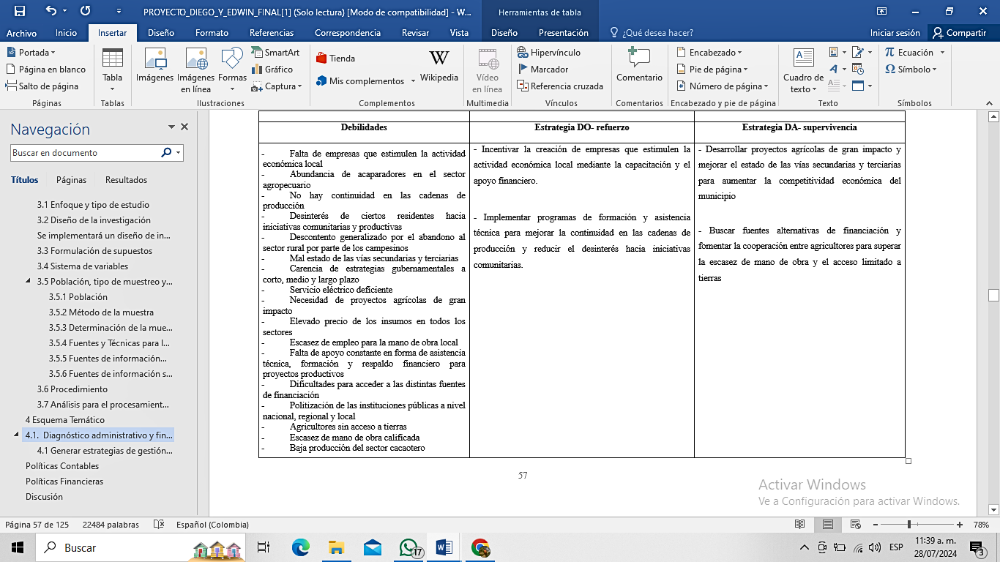 PROYECTO_DIEGO_Y_EDWIN_FINAL[1] (Solo lectura) [Modo de compatibilidad] - W...
Herramientas de tabla
Archivo
Inicio
Insertar
Diseño
Formato
Referencias
Correspondencia
Revisar
Vista
Diseño
Presentación
¿Qué desea hacer?
Iniciar sesión
Compartir
Portada
Página en blanco
Salto de página
Páginas
Tabla
Tablas
Imágenes
Imágenes
en línea
Formas
SmartArt
Gráfico
Captura
Ilustraciones
Tienda
Mis complementos
W
Wikipedia
Complementos
Vídeo
en línea
Multimedia
Hipervínculo
Marcador
Referencia cruzada
Vínculos
Comentario
Comentarios
Encabezado
Pie de página
Número de página
Encabezado y pie de página
Cuadro de
texto
Texto
Ecuación
Símbolo
Símbolos
Navegación
Buscar en documento
Títulos
Páginas
Resultados
3.1 Enfoque y tipo de estudio
3.2 Diseño de la investigación
Se implementará un diseño de in...
3.3 Formulación de supuestos
3.4 Sistema de variables
3.5 Población, tipo de muestreo y...
3.5.1 Población
3.5.2 Método de la muestra
3.5.3 Determinación de la mue...
3.5.4 Fuentes y Técnicas para l...
3.5.5 Fuentes de información...
3.5.6 Fuentes de información s...
3.6 Procedimiento
3.7 Análisis para el procesamient...
4 Esquema Temático
4.1. Diagnóstico administrativo y fin...
4.1 Generar estrategias de gestión...
Políticas Contables
Políticas Financieras
Discusión
Debilidades
- Falta de empresas que estimulen la actividad
económica local
- Abundancia de acaparadores en el sector
agropecuario
- No hay continuidad en las cadenas de
producción
- Desinterés de ciertos residentes hacia
iniciativas comunitarias y productivas
- Descontento generalizado por el abandono al
sector rural por parte de los campesinos
- Mal estado de las vías secundarias y terciarias
- Carencia de estrategias gubernamentales a
corto, medio y largo plazo
- Servicio eléctrico deficiente
- Necesidad de proyectos agrícolas de gran
impacto
- Elevado precio de los insumos en todos los
sectores
- Escasez de empleo para la mano de obra local
- Falta de apoyo constante en forma de asistencia
técnica, formación y respaldo financiero para
proyectos productivos
- Dificultades para acceder a las distintas fuentes
de financiación
- Politización de las instituciones públicas a nivel
nacional, regional y local
- Agricultores sin acceso a tierras
- Escasez de mano de obra calificada
- Baja producción del sector cacaotero
Estrategia DO- refuerzo
- Incentivar la creación de empresas que estimulen la
actividad económica local mediante la capacitación y el
apoyo financiero.
- Implementar programas de formación y asistencia
técnica para mejorar la continuidad en las cadenas de
producción y reducir el desinterés hacia iniciativas
comunitarias.
Estrategia DA- supervivencia
- Desarrollar proyectos agrícolas de gran impacto y
mejorar el estado de las vías secundarias y terciarias
para aumentar la competitividad económica del
municipio
- Buscar fuentes alternativas de financiación y
fomentar la cooperación entre agricultores para superar
la escasez de mano de obra y el acceso limitado a
tierras
57
Activar Windows
Ve a Configuración para activar Windows.
Página 57 de 125
22484 palabras
Español (Colombia)
78%
Buscar
17
ESP
11:39 a. m.
28/07/2024
3